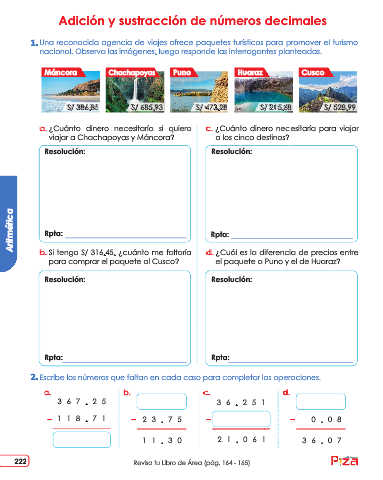 Adición y sustracción de números decimales
1. Una reconocida agencia de viajes ofrece paquetes turísticos para promover el turismo
nacional. Observa las imágenes, luego responde las interrogantes planteadas.
Máncora Chachapoyas Puno Huaraz Cusco
S/ 386,85 S/ 685,93 S/ 473,28 S/ 215,68 S/ 528,99
a. ¿Cuánto dinero necesitaría si quiero
viajar a Chachapoyas y Máncora?
Resolución:
Rpta:
c. ¿Cuánto dinero necesitaría para viajar
a los cinco destinos?
Resolución:
Rpta:
b. Si tengo S/ 316,45, ¿cuánto me faltaría
para comprar el paquete al Cusco?
Resolución:
Rpta:
d. ¿Cuál es la diferencia de precios entre
el paquete a Puno y el de Huaraz?
Resolución:
Rpta:
2. Escribe los números que faltan en cada caso para completar las operaciones.
a.
3 6 7 . 2 5
- 1 1 8 . 7 1
b.
- 2 3 . 7 5
1 1 . 3 0
c.
3 6 . 2 5 1
-
2 1 . 0 6 1
d.
- 0 . 0 8
3 6 . 0 7
Aritmética
222
Revisa tu Libro de Área (pág. 164 - 165)